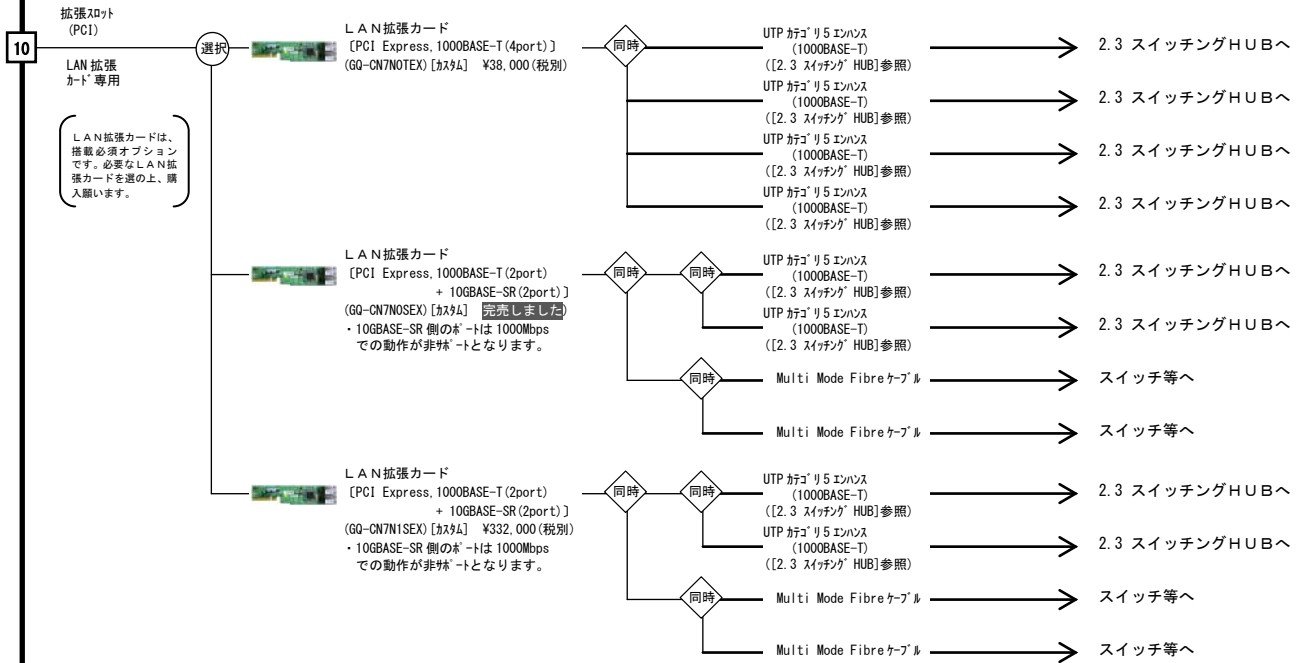 拡張ｽﾛｯﾄ
(PCI)
10
LAN 拡張
ｶｰﾄﾞ専用
選択
ＬＡＮ拡張カードは、
搭載必須オプション
です。必要なＬＡＮ拡
張カードを選の上、購
入願います。
ＬＡＮ拡張カード
〔PCI Express,1000BASE-T(4port)〕
(GQ-CN7N0TEX)[ｶｽﾀﾑ] ¥38,000(税別)
同時
UTP ｶﾃｺﾞﾘ 5 ｴﾝﾊﾝｽ
(1000BASE-T)
([2.3 ｽｲｯﾁﾝｸﾞ HUB]参照)
2.3 スイッチングＨＵＢへ
UTP ｶﾃｺﾞﾘ 5 ｴﾝﾊﾝｽ
(1000BASE-T)
([2.3 ｽｲｯﾁﾝｸﾞ HUB]参照)
2.3 スイッチングＨＵＢへ
UTP ｶﾃｺﾞﾘ 5 ｴﾝﾊﾝｽ
(1000BASE-T)
([2.3 ｽｲｯﾁﾝｸﾞ HUB]参照)
2.3 スイッチングＨＵＢへ
UTP ｶﾃｺﾞﾘ 5 ｴﾝﾊﾝｽ
(1000BASE-T)
([2.3 ｽｲｯﾁﾝｸﾞ HUB]参照)
2.3 スイッチングＨＵＢへ
ＬＡＮ拡張カード
〔PCI Express,1000BASE-T(2port)
+ 10GBASE-SR(2port)〕
(GQ-CN7N0SEX)[ｶｽﾀﾑ] 完売しました)
・10GBASE-SR 側のﾎﾟｰﾄは 1000Mbps
での動作が非ｻﾎﾟｰﾄとなります。
同時
同時
UTP ｶﾃｺﾞﾘ 5 ｴﾝﾊﾝｽ
(1000BASE-T)
([2.3 ｽｲｯﾁﾝｸﾞ HUB]参照)
2.3 スイッチングＨＵＢへ
UTP ｶﾃｺﾞﾘ 5 ｴﾝﾊﾝｽ
(1000BASE-T)
([2.3 ｽｲｯﾁﾝｸﾞ HUB]参照)
2.3 スイッチングＨＵＢへ
同時
Multi Mode Fibre ｹｰﾌﾞﾙ
スイッチ等へ
Multi Mode Fibre ｹｰﾌﾞﾙ
スイッチ等へ
ＬＡＮ拡張カード
〔PCI Express,1000BASE-T(2port)
+ 10GBASE-SR(2port)〕
(GQ-CN7N1SEX)[ｶｽﾀﾑ] ¥332,000(税別)
・10GBASE-SR 側のﾎﾟｰﾄは 1000Mbps
での動作が非ｻﾎﾟｰﾄとなります。
同時
同時
UTP ｶﾃｺﾞﾘ 5 ｴﾝﾊﾝｽ
(1000BASE-T)
([2.3 ｽｲｯﾁﾝｸﾞ HUB]参照)
2.3 スイッチングＨＵＢへ
UTP ｶﾃｺﾞﾘ 5 ｴﾝﾊﾝｽ
(1000BASE-T)
([2.3 ｽｲｯﾁﾝｸﾞ HUB]参照)
2.3 スイッチングＨＵＢへ
同時
Multi Mode Fibre ｹｰﾌﾞﾙ
スイッチ等へ
Multi Mode Fibre ｹｰﾌﾞﾙ
スイッチ等へ